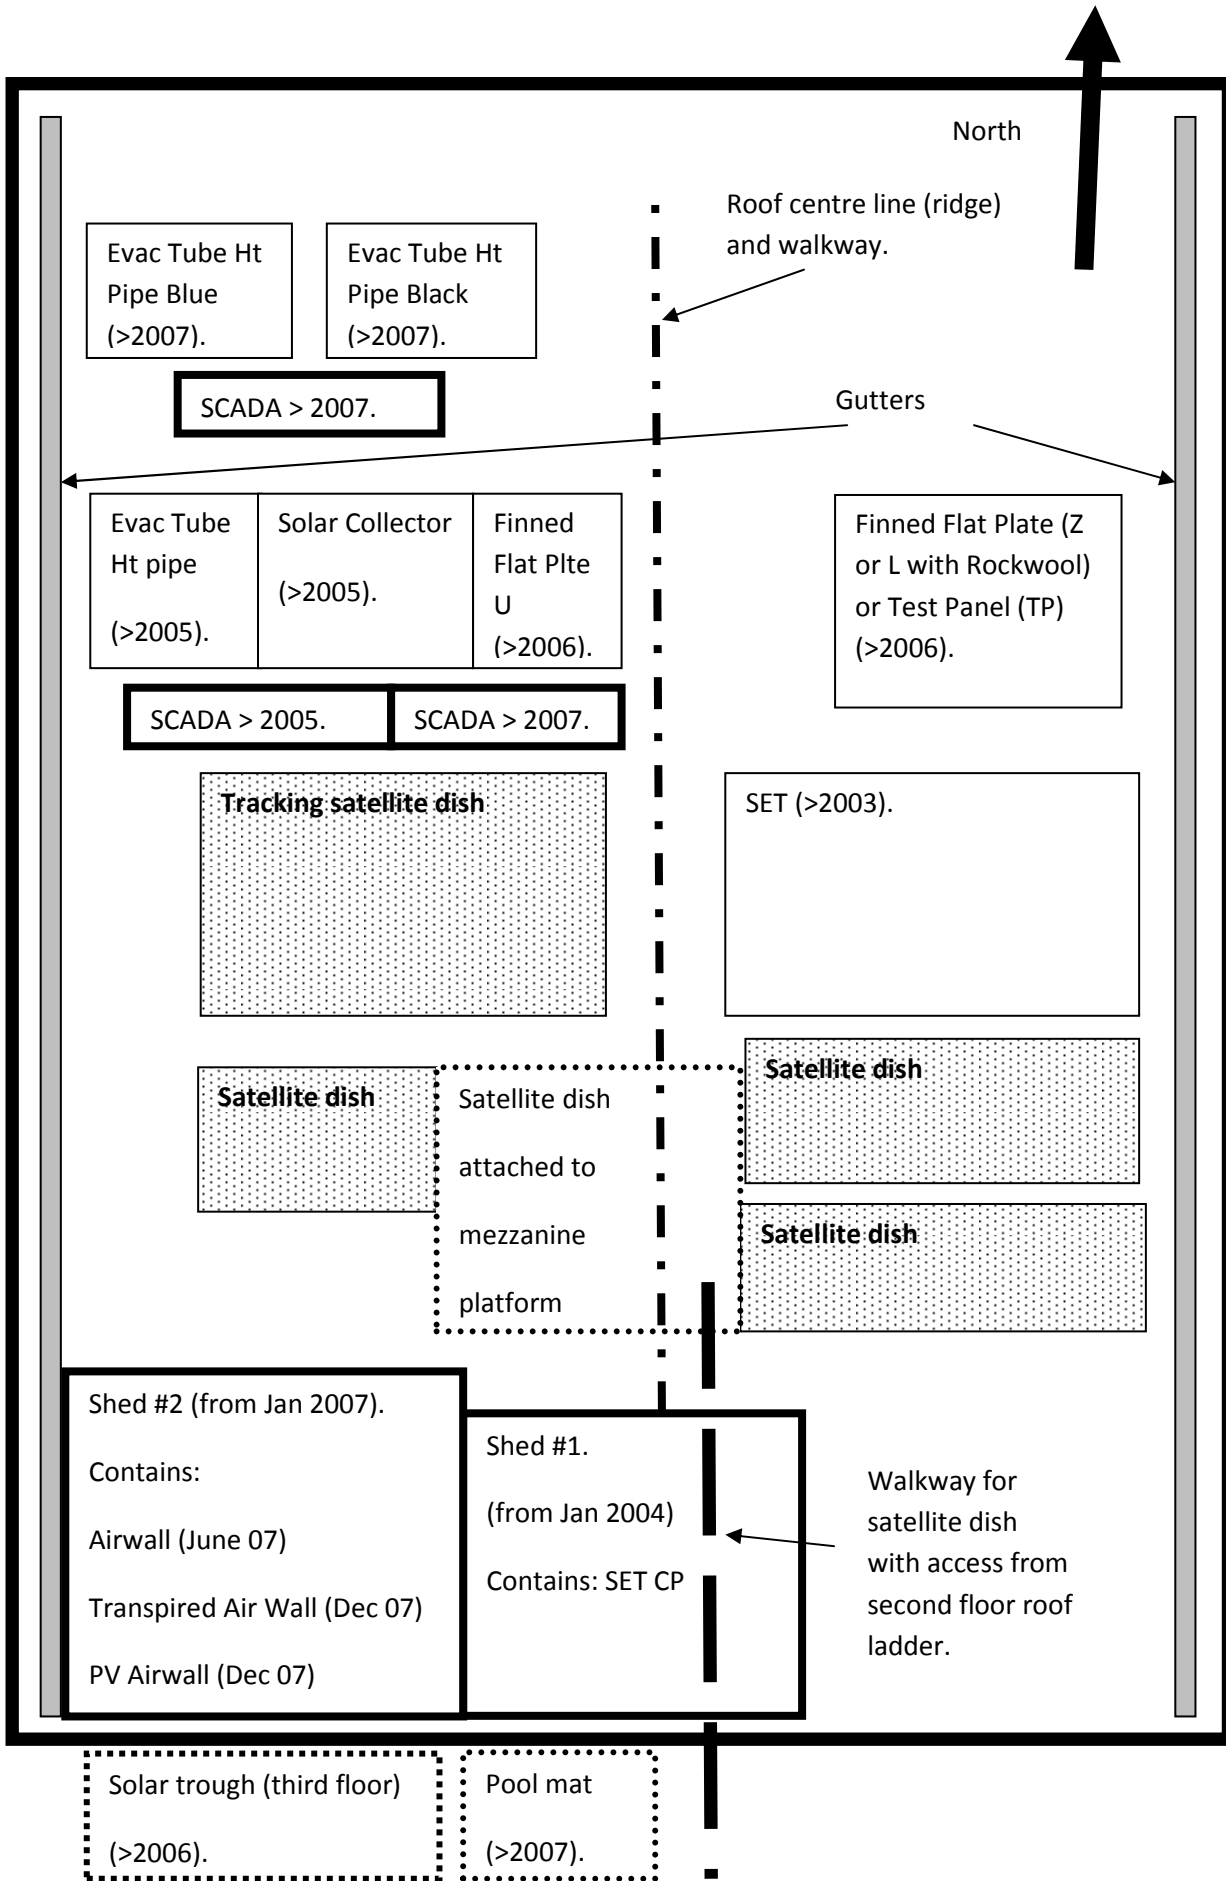 North
Roof centre line (ridge)
and walkway.
Evac Tube Ht
Pipe Blue
(>2007).
Evac Tube Ht
Pipe Black
(>2007).
SCADA > 2007.
Gutters
Evac Tube
Ht pipe
(>2005).
Solar Collector
(>2005).
Finned
Flat Plte
U
(>2006).
Finned Flat Plate (Z
or L with Rockwool)
or Test Panel (TP)
(>2006).
SCADA > 2005.
SCADA > 2007.
Tracking satellite dish
SET (>2003).
Satellite dish
Satellite dish
attached to
mezzanine
platform
Satellite dish
Satellite dish
Shed #2 (from Jan 2007).
Contains:
Airwall (June 07)
Transpired Air Wall (Dec 07)
PV Airwall (Dec 07)
Shed #1.
(from Jan 2004)
Contains: SET CP
Walkway for
satellite dish
with access from
second floor roof
ladder.
Solar trough (third floor)
(>2006).
Pool mat
(>2007).